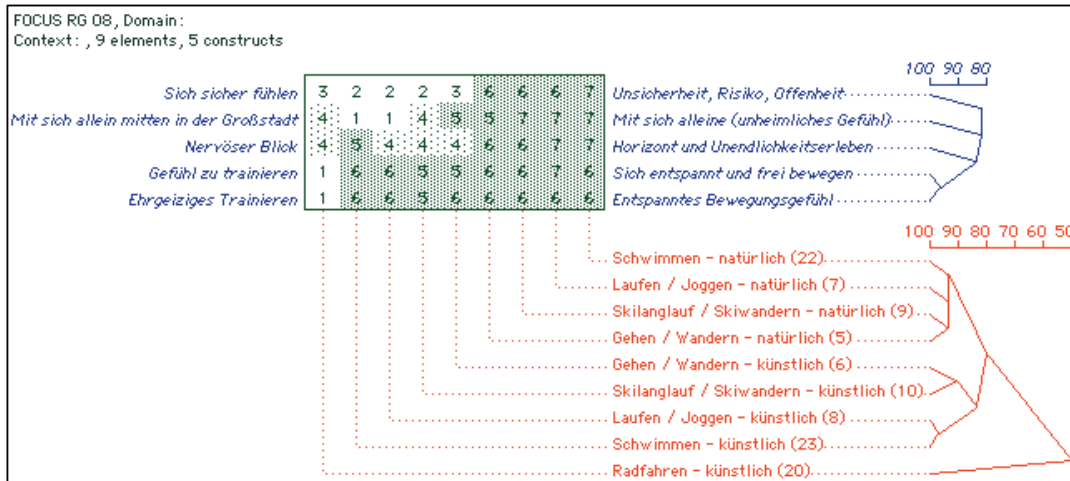 FOCUS RG 08, Domain:
Context: , 9 elements, 5 constructs
100 90 80
Sich sicher fühlen 3 2 2 2 3 6 6 6 7 Unsicherheit, Risiko, Offenheit
Mit sich allein mitten in der Großstadt 4 1 1 4 5 5 7 7 7 Mit sich alleine (unheimliches Gefühl)
Nervöser Blick 4 5 4 4 4 6 6 7 7 Horizont und Unendlichkeitserleben
Gefühl zu trainieren 1 6 6 5 5 6 6 7 6 Sich entspannt und frei bewegen
Ehrgeiziges Trainieren 1 6 6 5 6 6 6 6 6 Entspanntes Bewegungsgefühl
100 90 80 70 60 50
Schwimmen - natürlich (22)
Laufen / Joggen - natürlich (7)
Skilanglauf / Skiwandern - natürlich (9)
Gehen / Wandern - natürlich (5)
Gehen / Wandern - künstlich (6)
Skilanglauf / Skiwandern - künstlich (10)
Laufen / Joggen - künstlich (8)
Schwimmen - künstlich (23)
Radfahren - künstlich (20)